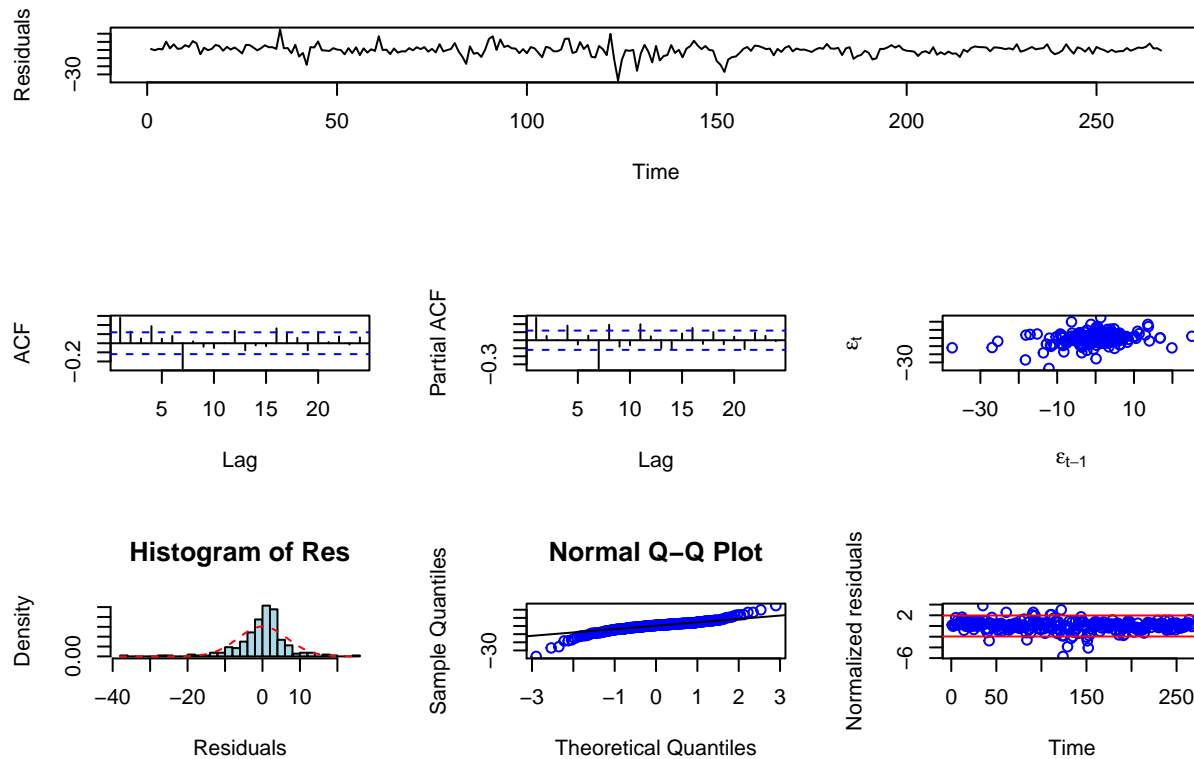 Residuals
−30
0 50 100 150 200 250
Time
ACF
−0.2
5 10 15 20
Lag
Partial ACF
−0.3
5 10 15 20
Lag
εt
−30
−30 −10 10
εt−1
Histogram of Res
Density
0.00
−40 −20 0 10
Residuals
Normal Q−Q Plot
Sample Quantiles
−30
−3 −2 −1 0 1 2 3
Theoretical Quantiles
Normalized residuals
2
−6
0 50 150 250
Time